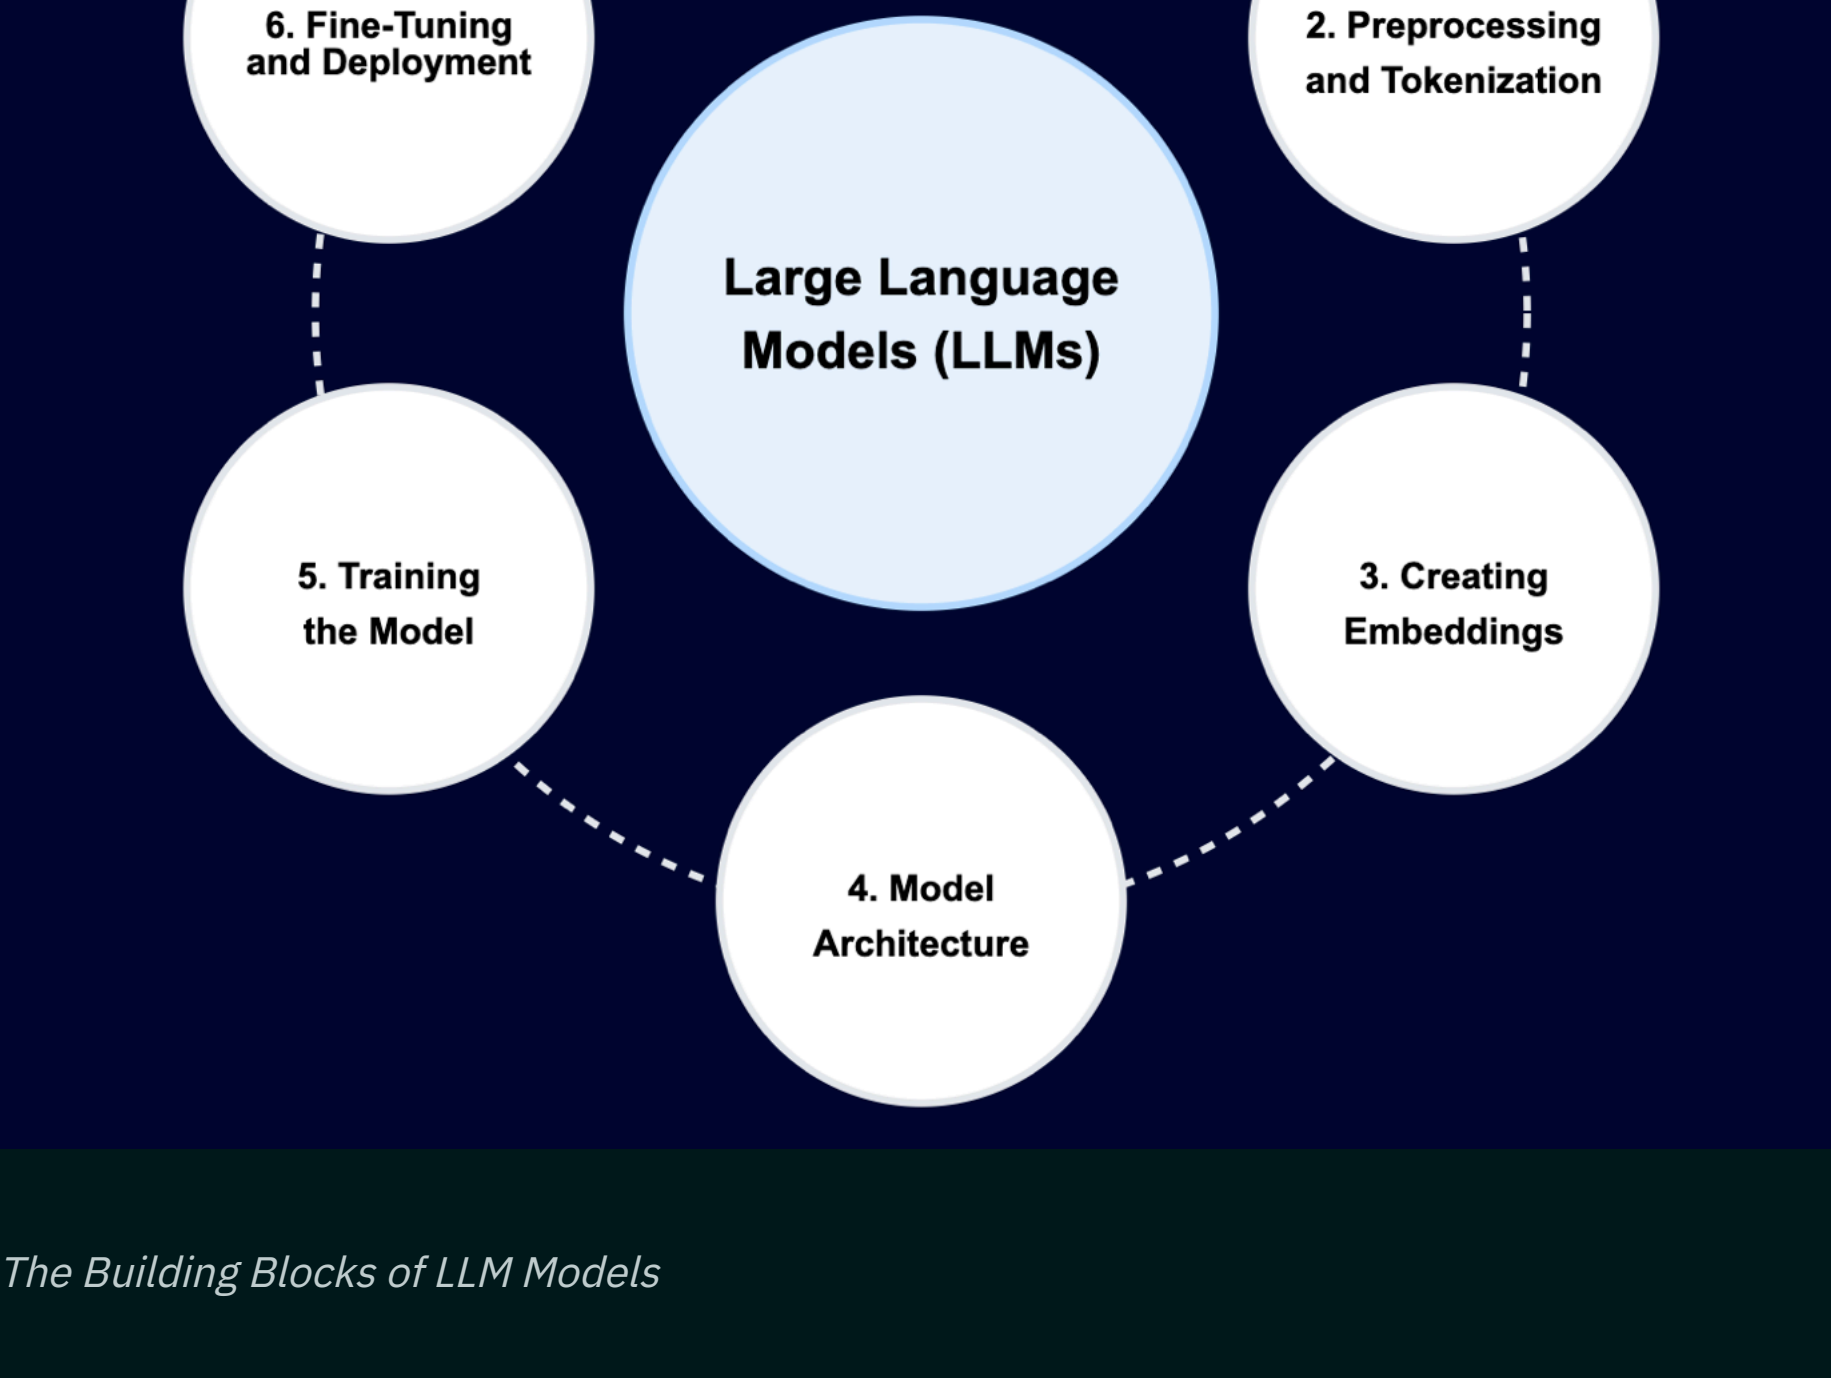 6. Fine-Tuning
and Deployment
2. Preprocessing
and Tokenization
Large Language
Models (LLMs)
5. Training
the Model
3. Creating
Embeddings
4. Model
Architecture
The Building Blocks of LLM Models